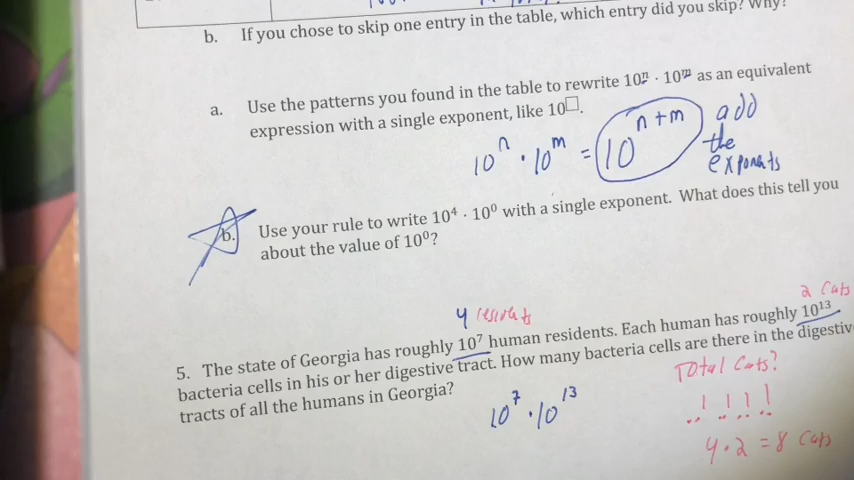 b. If you chose to skip one entry in the table, which entry did you skip? Why?
a. Use the patterns you found in the table to rewrite 10ⁿ · 10ᵐ as an equivalent
expression with a single exponent, like 10□.
10ⁿ · 10ᵐ = 10ⁿ⁺ᵐ add
the
exponents
b. Use your rule to write 10⁴ · 10⁰ with a single exponent. What does this tell you
about the value of 10⁰?
4 residents
2 Cats
5. The state of Georgia has roughly 10⁷ human residents. Each human has roughly 10¹³
bacteria cells in his or her digestive tract. How many bacteria cells are there in the digestiv
tracts of all the humans in Georgia?
Total Cats?
10⁷ · 10¹³
4 · 2 = 8 Cats